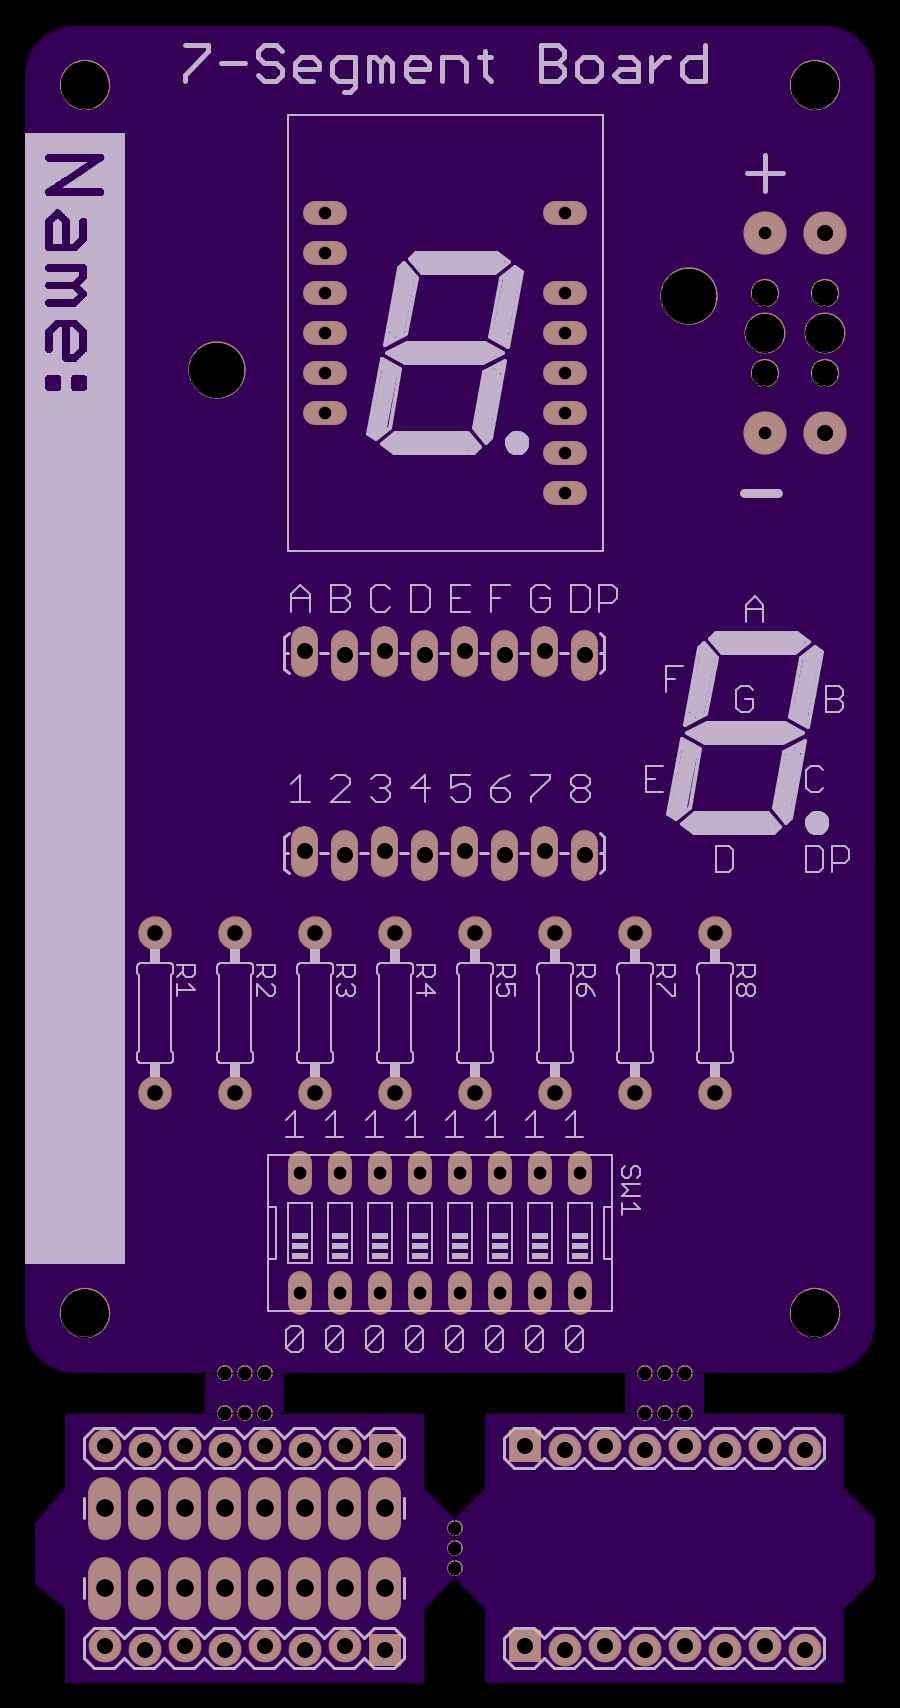 7-Segment Board
Name:
+
-
A B C D E F G DP
A
F
G
B
E
C
D
DP
1 2 3 4 5 6 7 8
R1 R2 R3 R4 R5 R6 R7 R8
1 1 1 1 1 1 1 1
SW1
0 0 0 0 0 0 0 0